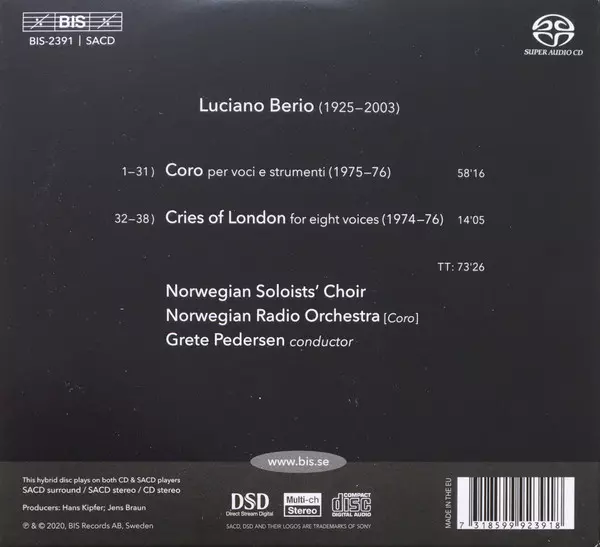 BIS
BIS-2391 | SACD
SUPER AUDIO CD
Luciano Berio (1925–2003)
1–31) Coro per voci e strumenti (1975–76) 58'16
32–38) Cries of London for eight voices (1974–76) 14'05
TT: 73'26
Norwegian Soloists' Choir
Norwegian Radio Orchestra [Coro]
Grete Pedersen conductor
www.bis.se
This hybrid disc plays on both CD & SACD players
SACD surround / SACD stereo / CD stereo
Producers: Hans Kipfer; Jens Braun
℗ & © 2020, BIS Records AB, Sweden
DSD
Direct Stream Digital
Multi-ch
Stereo
COMPACT
disc
DIGITAL AUDIO
SACD, DSD AND THEIR LOGOS ARE TRADEMARKS OF SONY
MADE IN THE EU
7 318599 923918